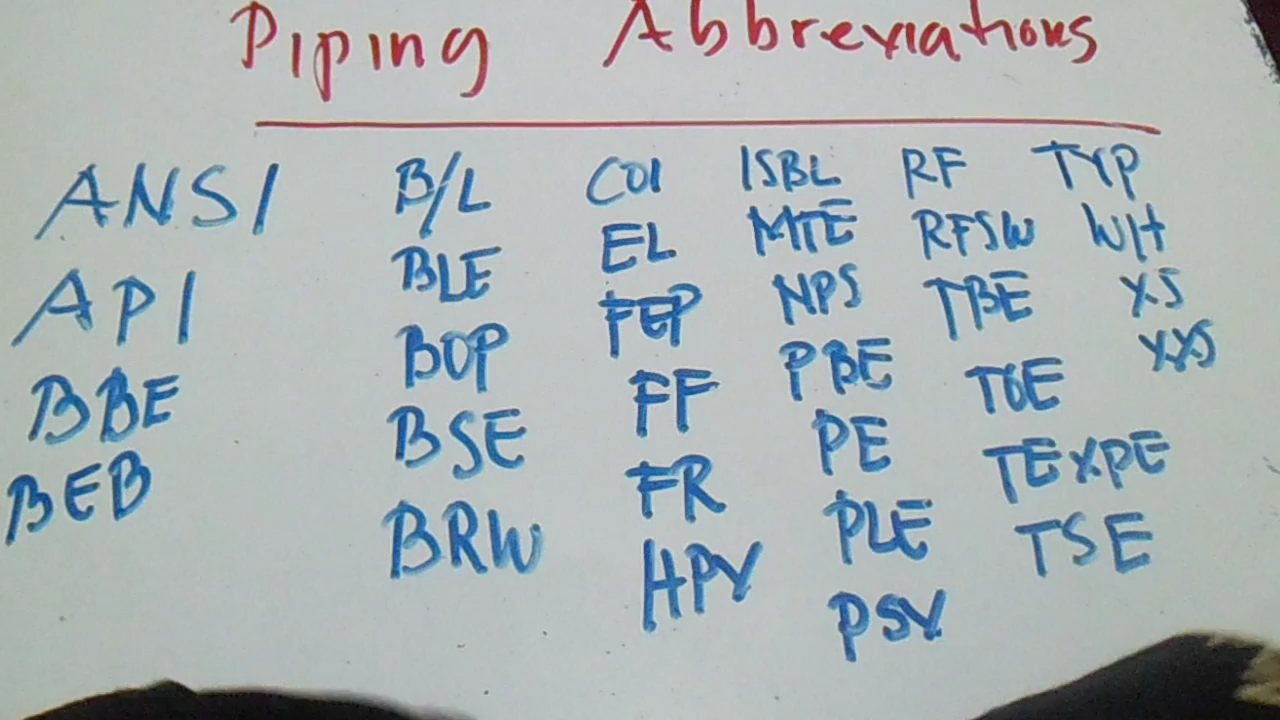 Piping Abbreviations
ANSI
API
BBE
BEB
B/L
BLE
BOP
BSE
BRW
COI
EL
FEP
FF
FR
HPV
ISBL
MTE
NPS
PBE
PE
PLE
PSV
RF
RFSW
TBE
TOE
TEXPE
TSE
TYP
WH
XS
XXS